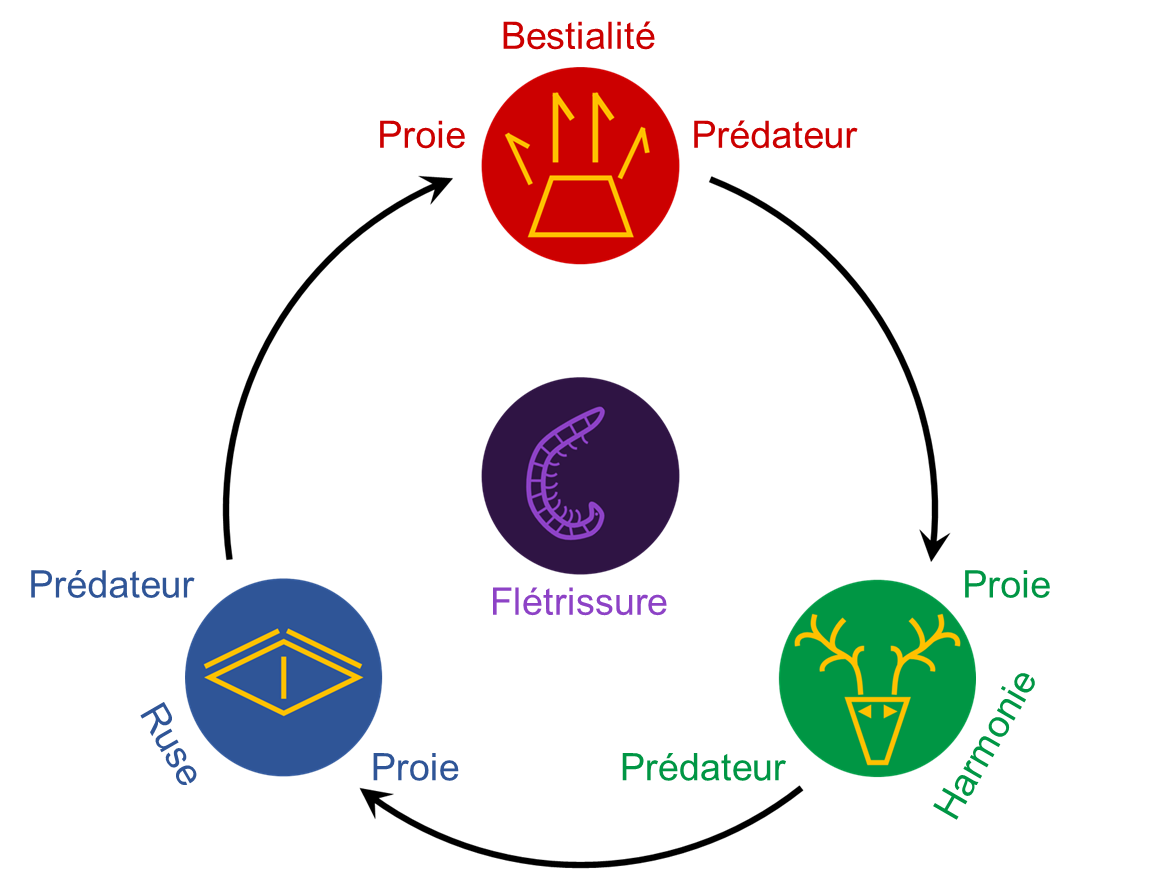 Bestialité
Proie
Prédateur
Prédateur
Flétrissure
Proie
Ruse
Proie
Prédateur
Harmonie